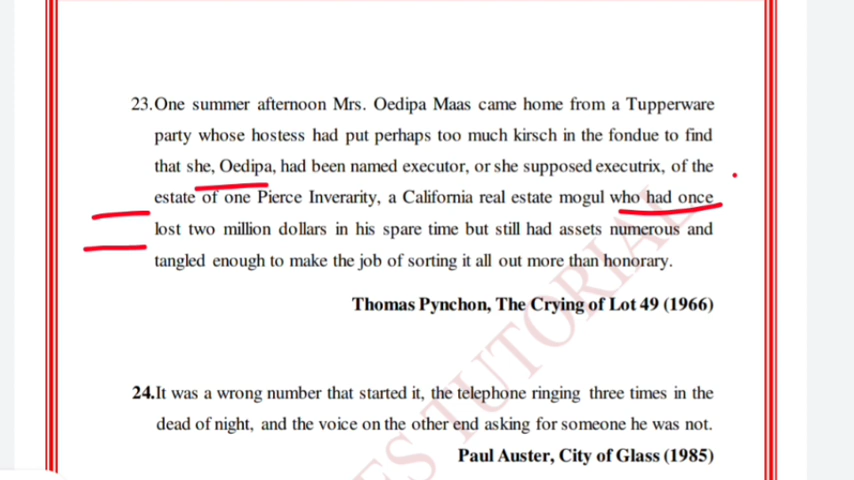 23.One summer afternoon Mrs. Oedipa Maas came home from a Tupperware
party whose hostess had put perhaps too much kirsch in the fondue to find
that she, Oedipa, had been named executor, or she supposed executrix, of the
estate of one Pierce Inverarity, a California real estate mogul who had once
lost two million dollars in his spare time but still had assets numerous and
tangled enough to make the job of sorting it all out more than honorary.
Thomas Pynchon, The Crying of Lot 49 (1966)
24.It was a wrong number that started it, the telephone ringing three times in the
dead of night, and the voice on the other end asking for someone he was not.
Paul Auster, City of Glass (1985)
ES TUTORIAL